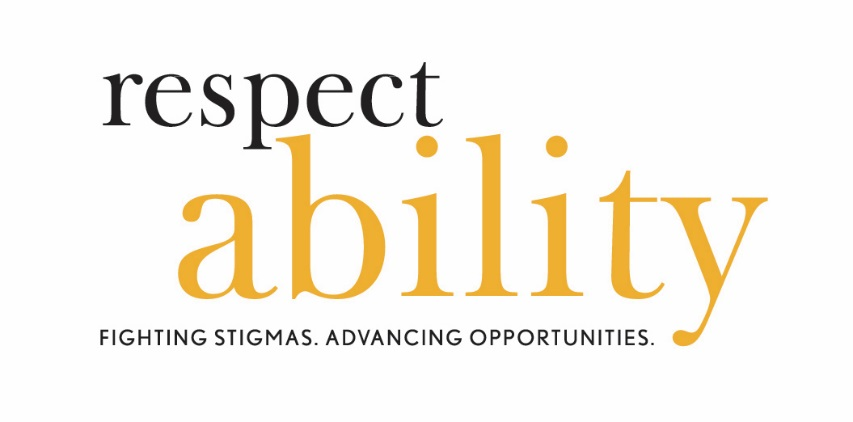 respect
ability
FIGHTING STIGMAS. ADVANCING OPPORTUNITIES.